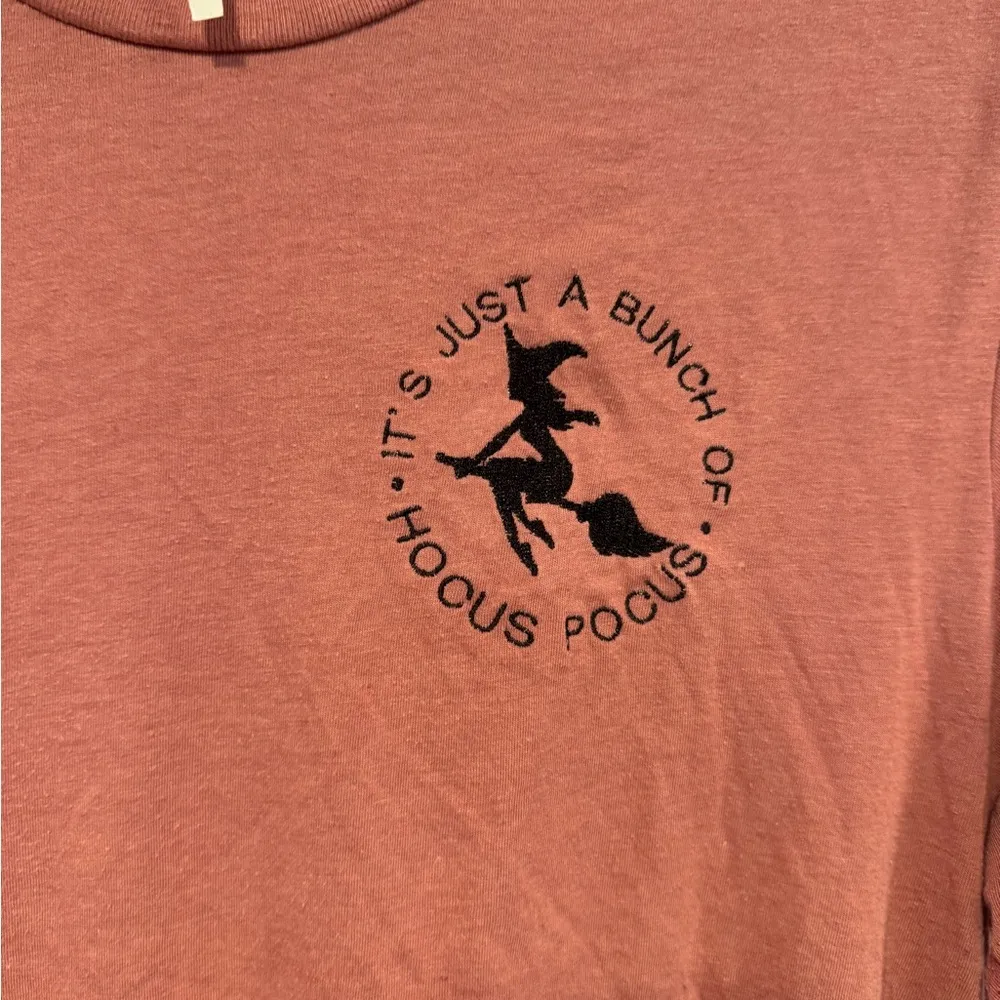 • IT'S JUST A BUNCH OF •
HOCUS POCUS